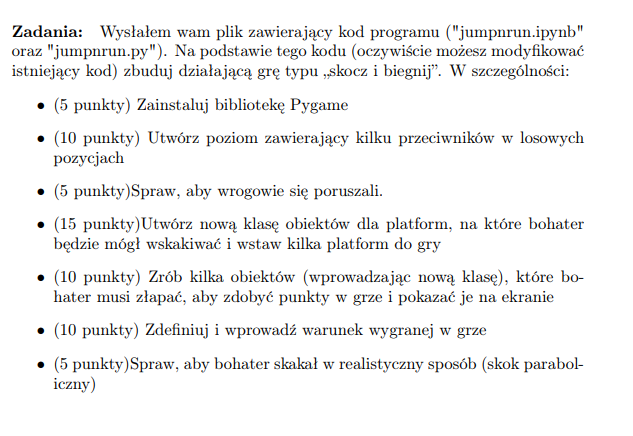 Zadania: Wysłałem wam plik zawierający kod programu ("jumpnrun.ipynb"
oraz "jumpnrun.py"). Na podstawie tego kodu (oczywiście możesz modyfikować
istniejący kod) zbuduj działającą grę typu „skocz i biegnij”. W szczególności:
• (5 punkty) Zainstaluj bibliotekę Pygame
• (10 punkty) Utwórz poziom zawierający kilku przeciwników w losowych
pozycjach
• (5 punkty)Spraw, aby wrogowie się poruszali.
• (15 punkty)Utwórz nową klasę obiektów dla platform, na które bohater
będzie mógł wskakiwać i wstaw kilka platform do gry
• (10 punkty) Zrób kilka obiektów (wprowadzając nową klasę), które bo-
hater musi złapać, aby zdobyć punkty w grze i pokazać je na ekranie
• (10 punkty) Zdefiniuj i wprowadź warunek wygranej w grze
• (5 punkty)Spraw, aby bohater skakał w realistyczny sposób (skok parabol-
iczny)